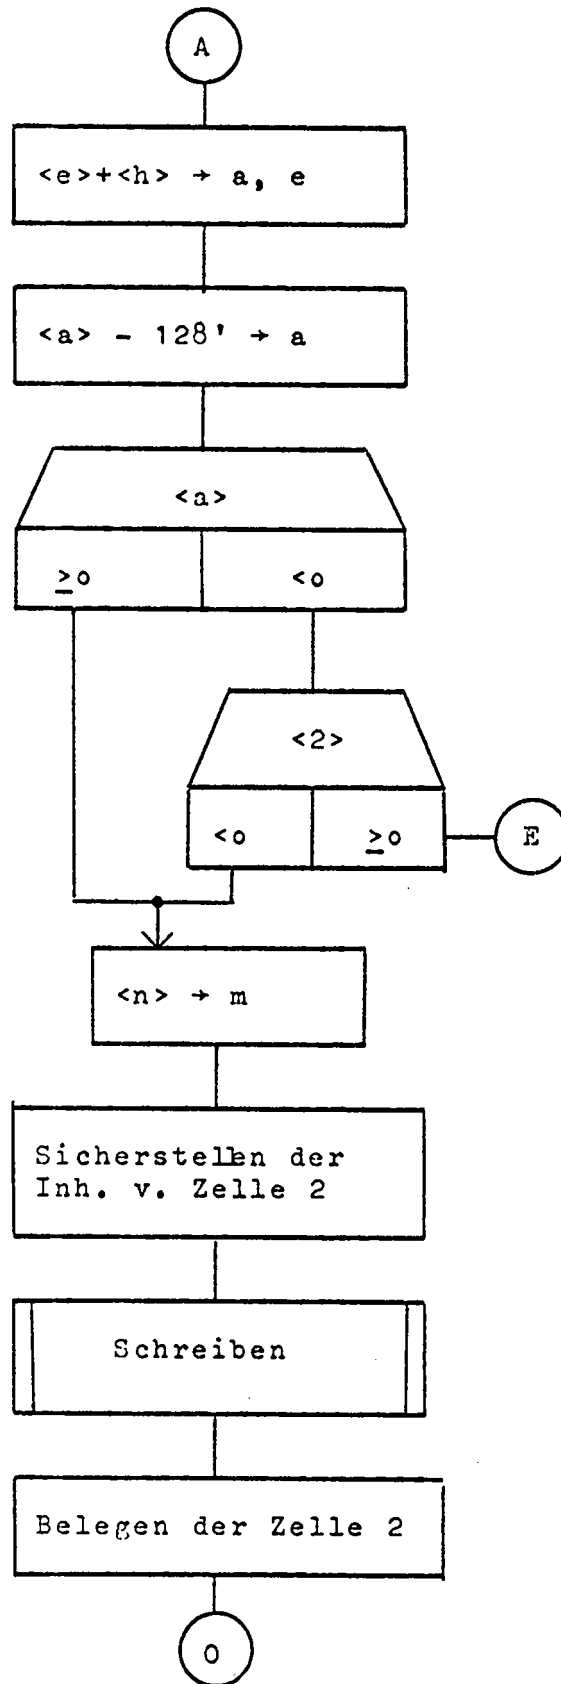 A
<e>+<h> → a, e
<a> - 128' → a
<a>
≥o <o
<2>
<o ≥o E
<n> → m
Sicherstellen der
Inh. v. Zelle 2
Schreiben
Belegen der Zelle 2
O